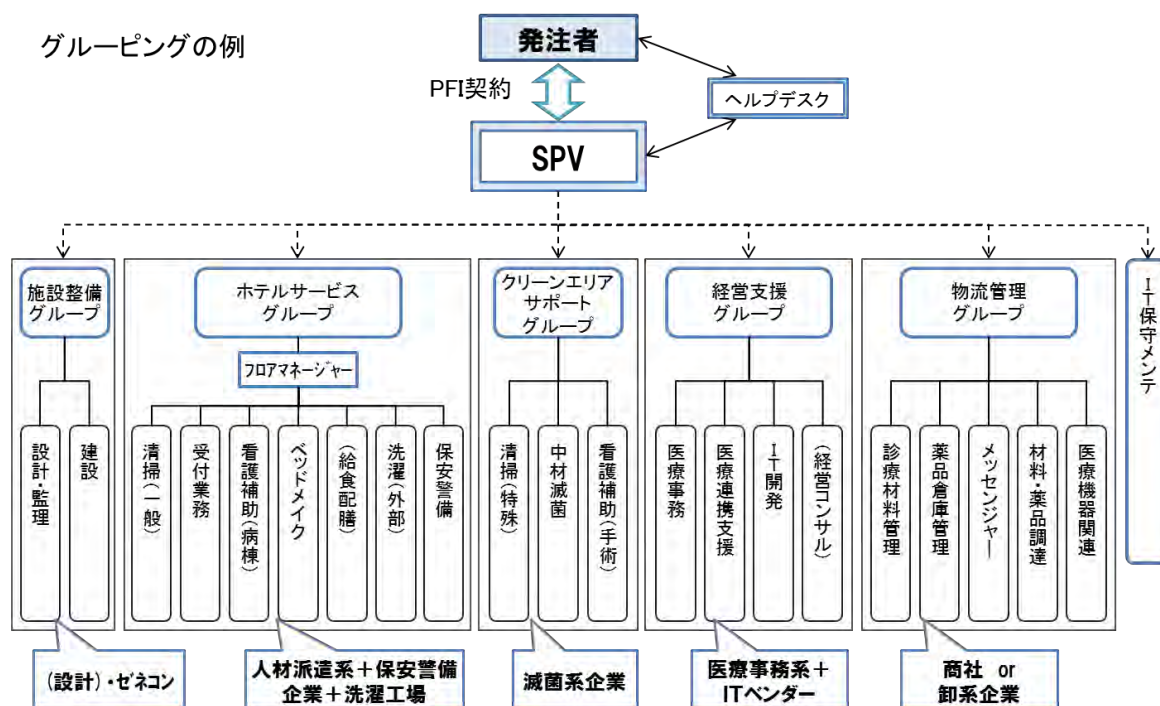 グルーピングの例
発注者
PFI契約
ヘルプデスク
SPV
施設整備
グループ
ホテルサービス
グループ
クリーンエリア
サポート
グループ
経営支援
グループ
物流管理
グループ
IT保守メンテ
フロアマネージャー
設計・監理
建設
清掃(一般)
受付業務
看護補助(病棟)
ベッドメイク
(給食配膳)
洗濯(外部)
保安警備
清掃(特殊)
中材滅菌
看護補助(手術)
医療事務
医療連携支援
IT開発
(経営コンサル)
診療材料管理
薬品倉庫管理
メッセンジャー
材料・薬品調達
医療機器関連
(設計)・ゼネコン
人材派遣系+保安警備
企業+洗濯工場
滅菌系企業
医療事務系+
ITベンダー
商社 or
卸系企業